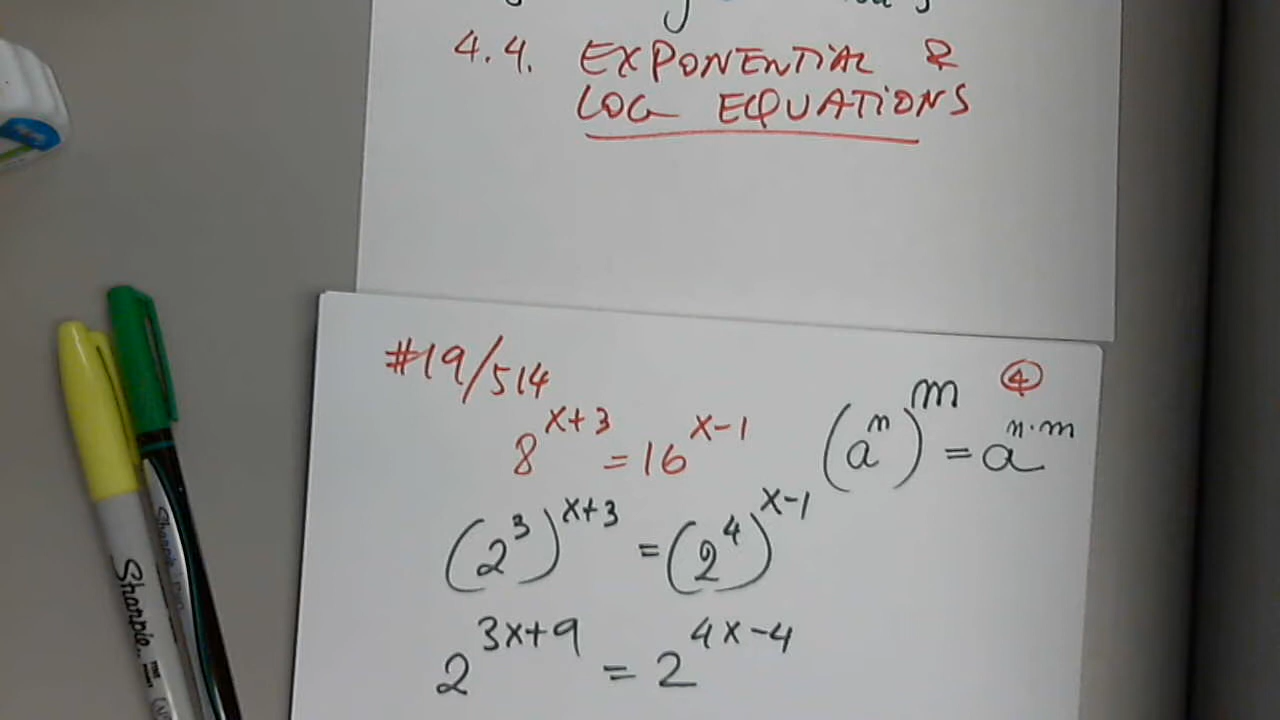 4.4. EXPONENTIAL &
LOG EQUATIONS
#19/514
④
8^(x+3) = 16^(x-1)
(a^n)^m = a^(n·m)
(2^3)^(x+3) = (2^4)^(x-1)
2^(3x+9) = 2^(4x-4)
Sharpie
Sharpie